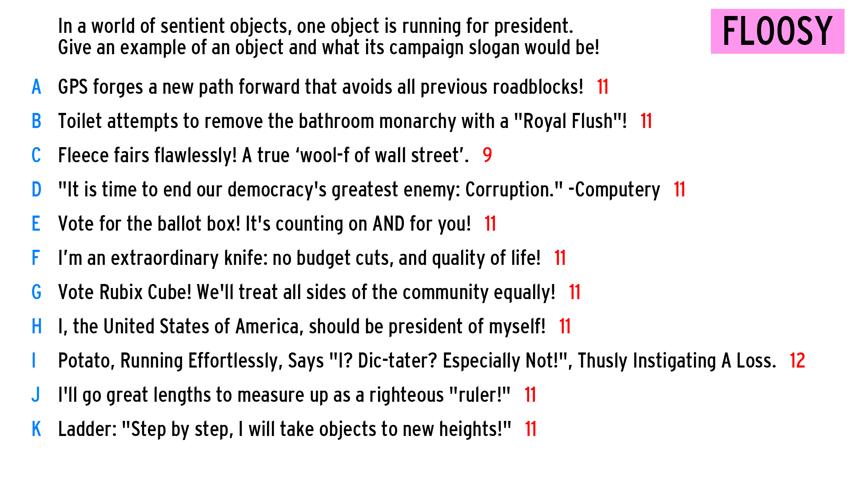 In a world of sentient objects, one object is running for president.
Give an example of an object and what its campaign slogan would be!
FLOOSY
A GPS forges a new path forward that avoids all previous roadblocks! 11
B Toilet attempts to remove the bathroom monarchy with a "Royal Flush"! 11
C Fleece fairs flawlessly! A true ‘wool-f of wall street’. 9
D "It is time to end our democracy's greatest enemy: Corruption." -Computery 11
E Vote for the ballot box! It's counting on AND for you! 11
F I’m an extraordinary knife: no budget cuts, and quality of life! 11
G Vote Rubix Cube! We'll treat all sides of the community equally! 11
H I, the United States of America, should be president of myself! 11
I Potato, Running Effortlessly, Says "I? Dic-tater? Especially Not!", Thusly Instigating A Loss. 12
J I'll go great lengths to measure up as a righteous "ruler!" 11
K Ladder: "Step by step, I will take objects to new heights!" 11